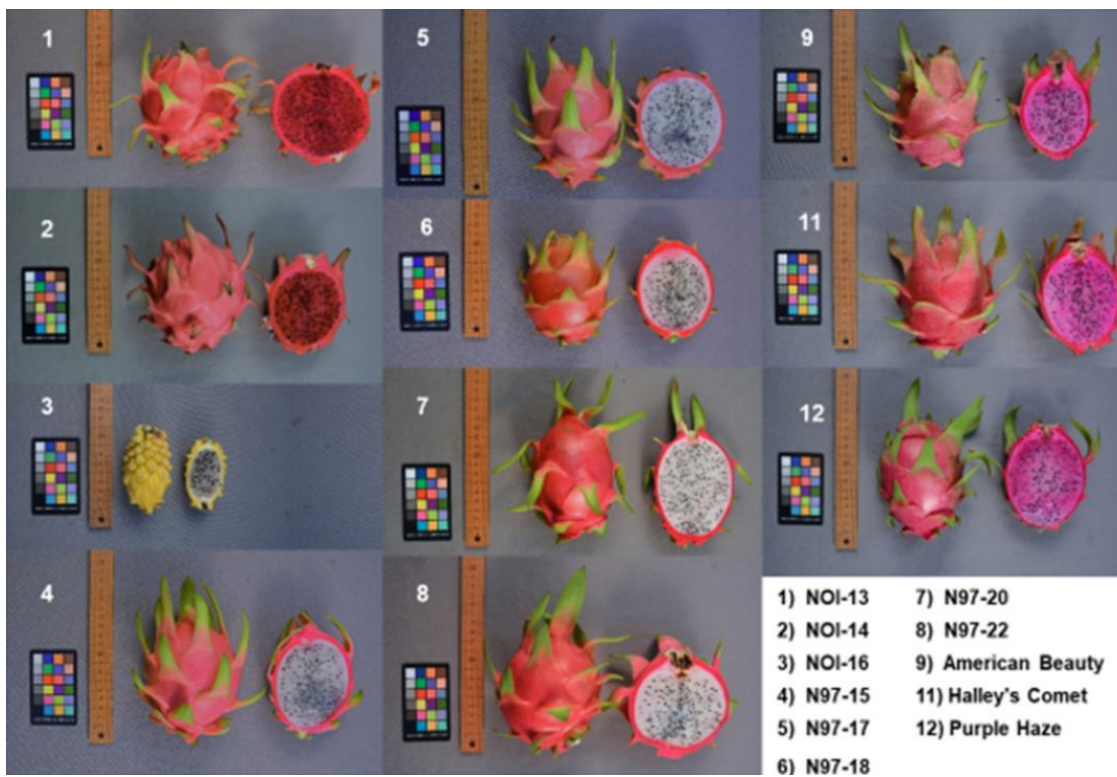 1
5
9
2
6
11
3
7
12
4
8
1) NOI-13
2) NOI-14
3) NOI-16
4) N97-15
5) N97-17
6) N97-18
7) N97-20
8) N97-22
9) American Beauty
11) Halley's Comet
12) Purple Haze